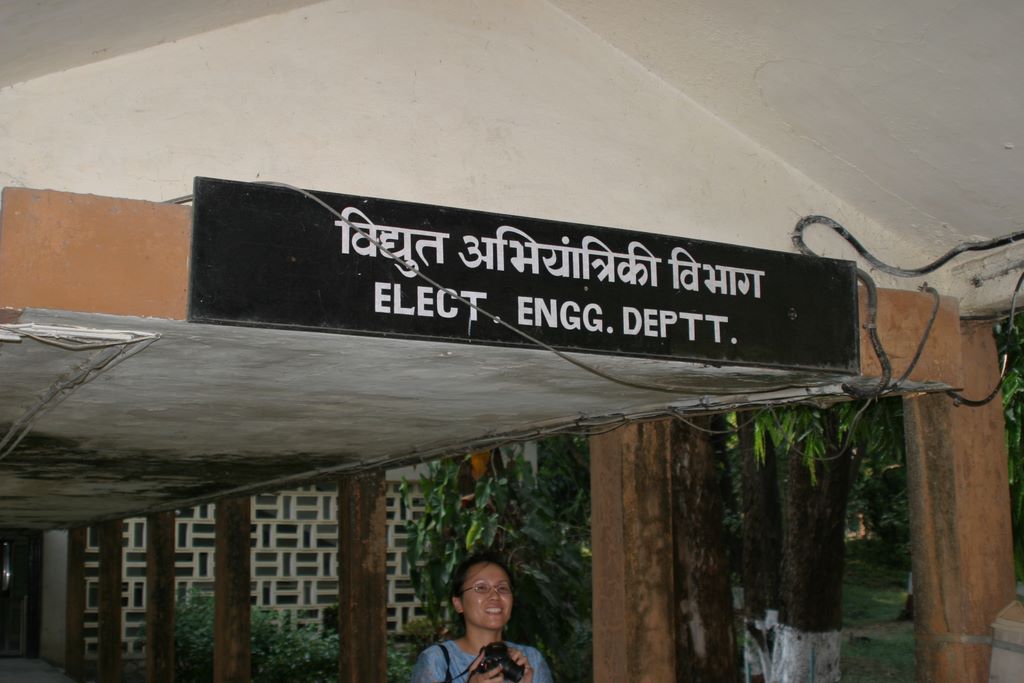 विद्युत अभियांत्रिकी विभाग
ELECT. ENGG. DEPTT.